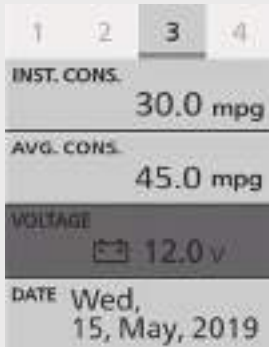 1 2 3 4
INST. CONS.
30.0 mpg
AVG. CONS.
45.0 mpg
VOLTAGE
12.0 v
DATE Wed,
15, May, 2019